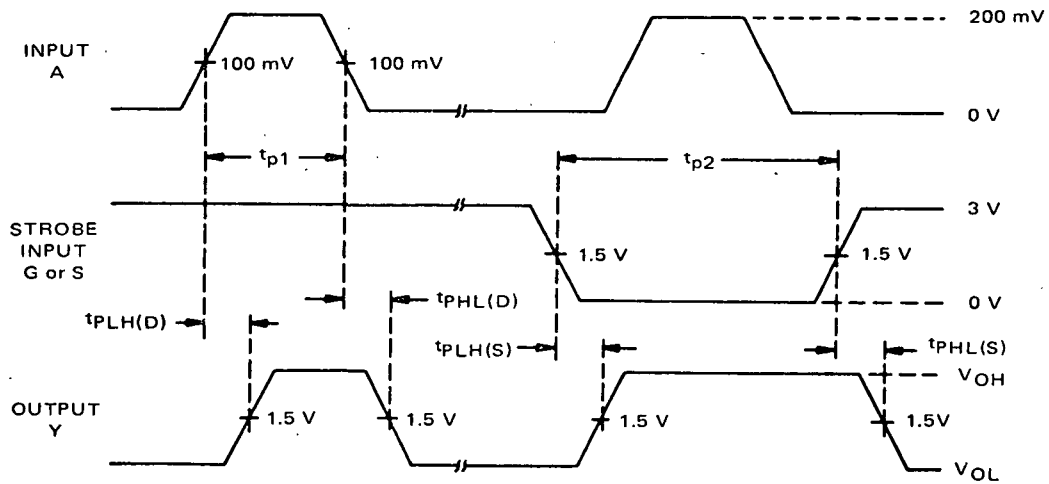 200 mV
INPUT
A
100 mV
100 mV
0 V
tp1
tp2
3 V
STROBE
INPUT
G or S
1.5 V
1.5 V
0 V
tPLH(D)
tPHL(D)
tPLH(S)
tPHL(S)
VOH
OUTPUT
Y
1.5 V
1.5 V
1.5 V
1.5V
VOL